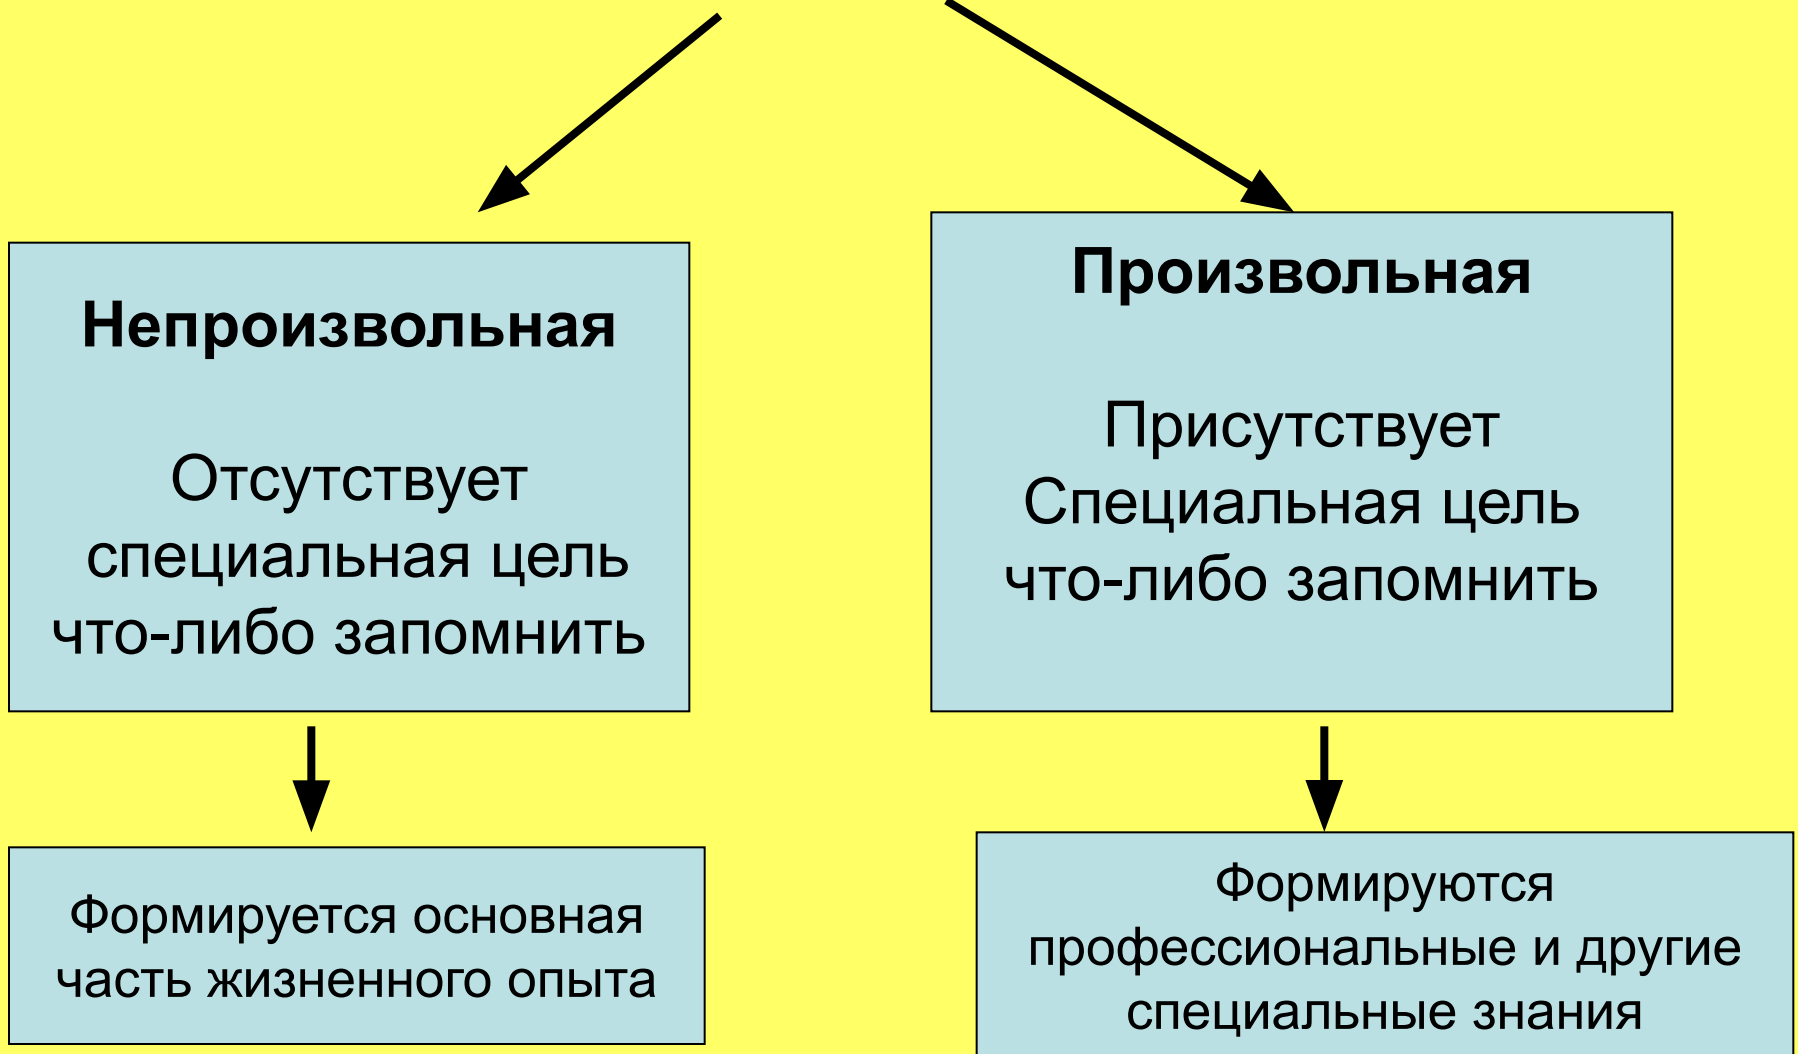 Непроизвольная
Отсутствует
специальная цель
что-либо запомнить
Произвольная
Присутствует
Специальная цель
что-либо запомнить
Формируется основная
часть жизненного опыта
Формируются
профессиональные и другие
специальные знания